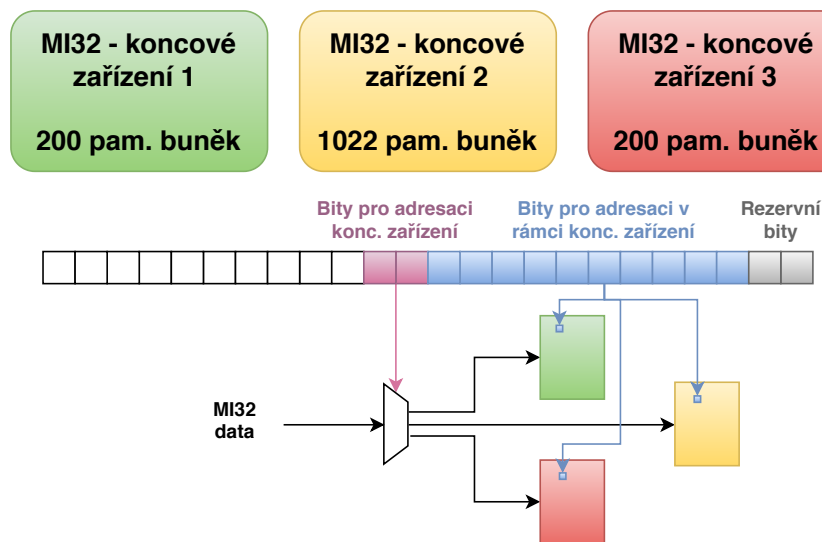 MI32 - koncové
zařízení 1
200 pam. buněk
MI32 - koncové
zařízení 2
1022 pam. buněk
MI32 - koncové
zařízení 3
200 pam. buněk
Bity pro adresaci
konc. zařízení
Bity pro adresaci v
rámci konc. zařízení
Rezervní
bity
MI32
data